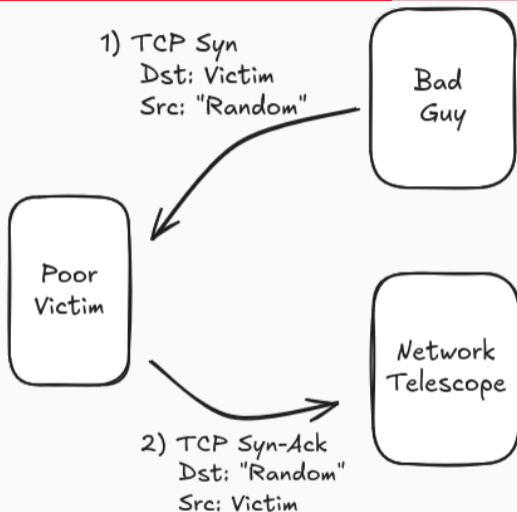 1) TCP Syn
Dst: Victim
Src: "Random"
Bad
Guy
Poor
Victim
Network
Telescope
2) TCP Syn-Ack
Dst: "Random"
Src: Victim